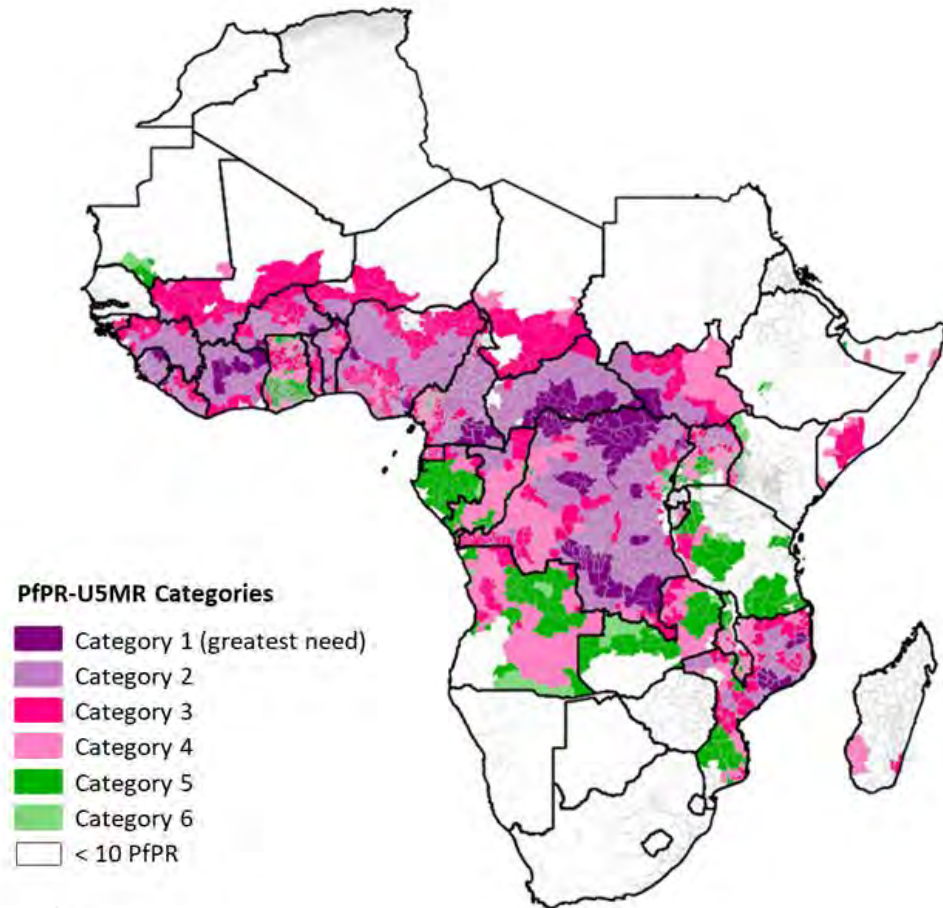 PfPR-U5MR Categories
Category 1 (greatest need)
Category 2
Category 3
Category 4
Category 5
Category 6
< 10 PfPR